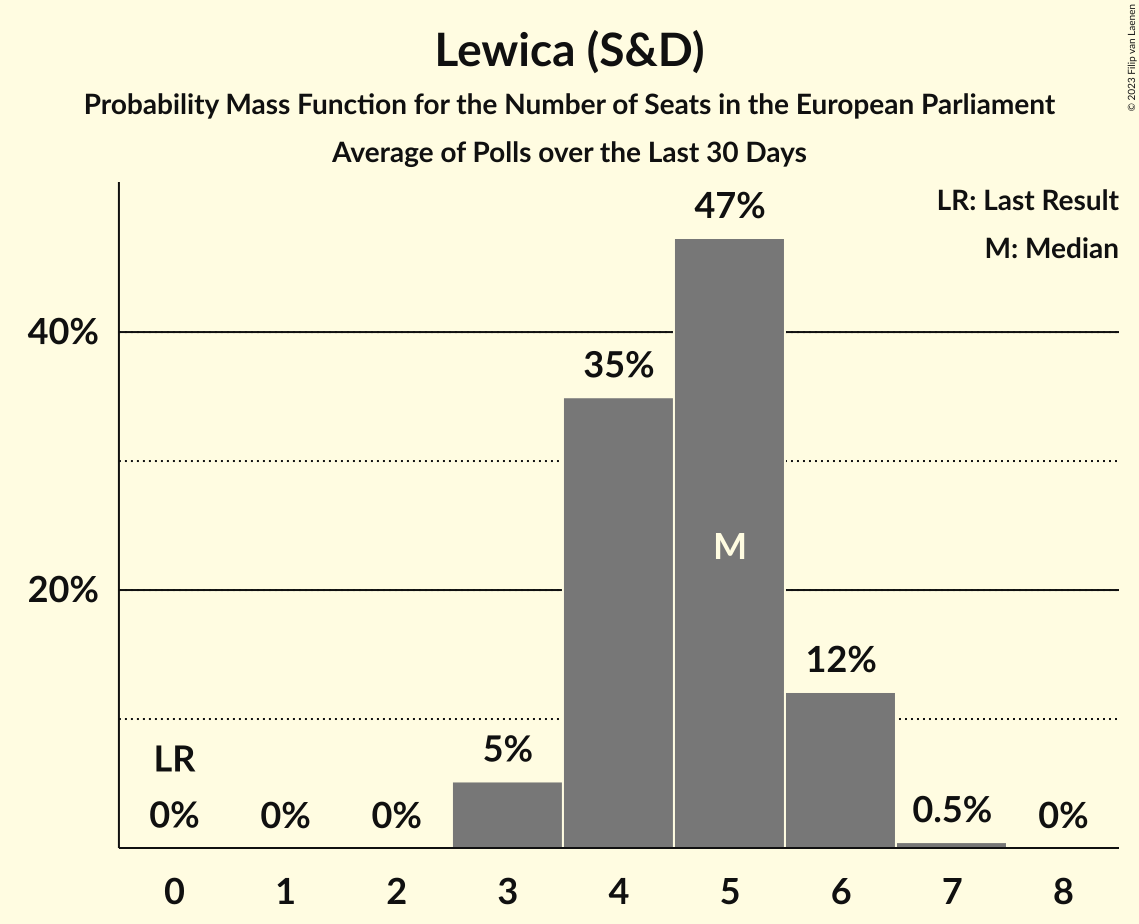 Lewica (S&D)
Probability Mass Function for the Number of Seats in the European Parliament
Average of Polls over the Last 30 Days
© 2023 Filip van Laenen
LR: Last Result
M: Median
47%
40%
35%
M
20%
12%
5%
LR
0%
0%
0%
0.5%
0%
0
1
2
3
4
5
6
7
8